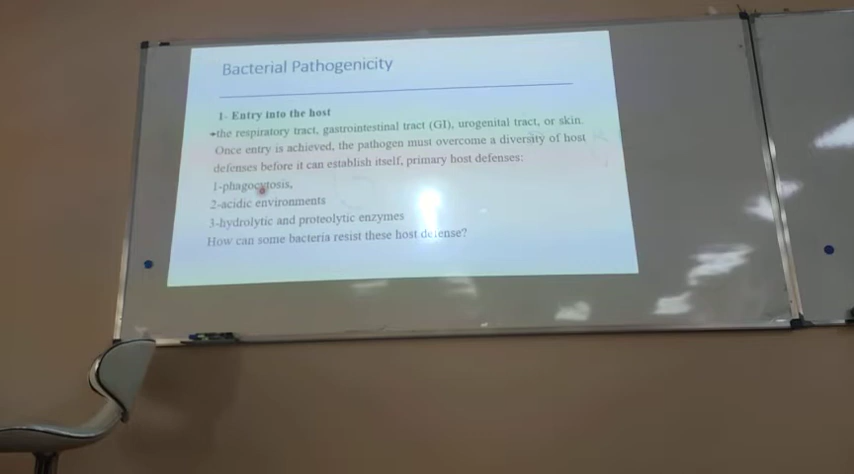 Bacterial Pathogenicity
1- Entry into the host
→the respiratory tract, gastrointestinal tract (GI), urogenital tract, or skin.
Once entry is achieved, the pathogen must overcome a diversity of host
defenses before it can establish itself, primary host defenses:
1-phagocytosis,
2-acidic environments
3-hydrolytic and proteolytic enzymes
How can some bacteria resist these host defense?